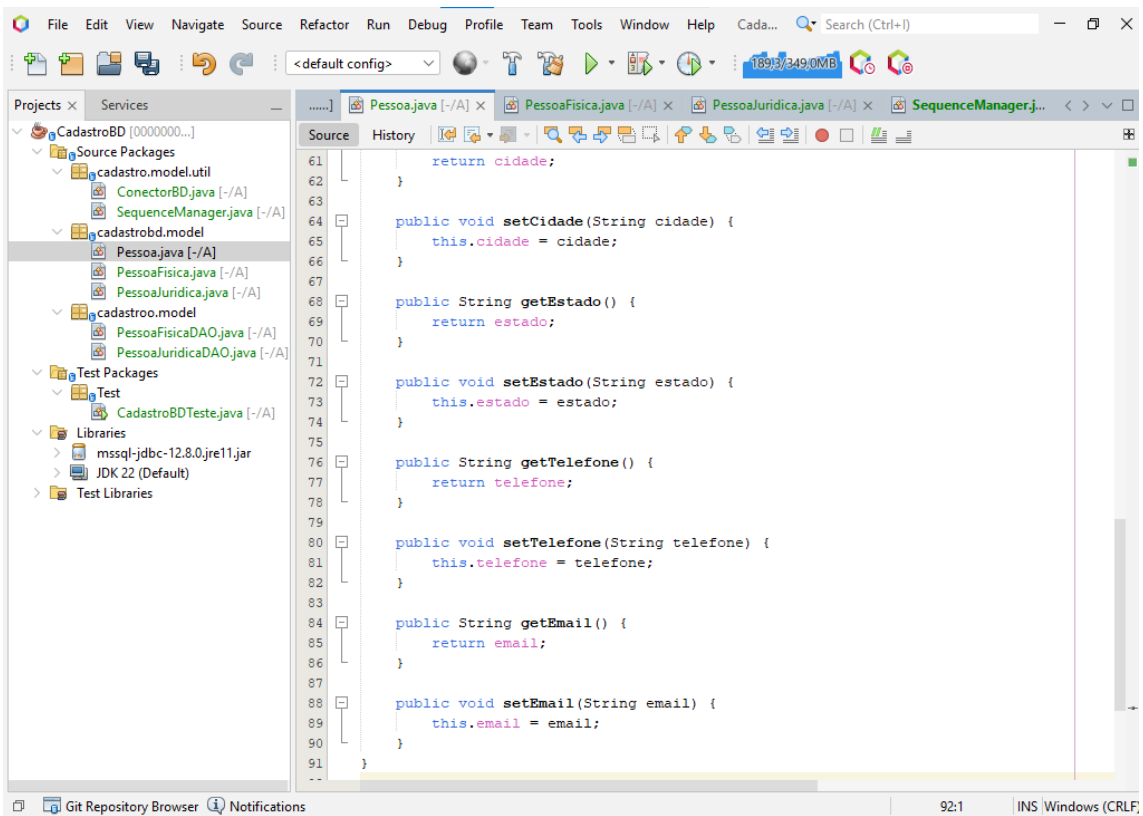 File Edit View Navigate Source Refactor Run Debug Profile Team Tools Window Help Cada... Search (Ctrl+I)
<default config> 189,3/349,0MB
Projects Services
CadastroBD [0000000...]
Source Packages
cadastro.model.util
ConectorBD.java [-/A]
SequenceManager.java [-/A]
cadastrobd.model
Pessoa.java [-/A]
PessoaFisica.java [-/A]
PessoaJuridica.java [-/A]
cadastroo.model
PessoaFisicaDAO.java [-/A]
PessoaJuridicaDAO.java [-/A]
Test Packages
Test
CadastroBDTeste.java [-/A]
Libraries
mssql-jdbc-12.8.0.jre11.jar
JDK 22 (Default)
Test Libraries
.....] Pessoa.java [-/A] PessoaFisica.java [-/A] PessoaJuridica.java [-/A] SequenceManager.j...
Source History
61 return cidade;
62 }
63
64 public void setCidade(String cidade) {
65 this.cidade = cidade;
66 }
67
68 public String getEstado() {
69 return estado;
70 }
71
72 public void setEstado(String estado) {
73 this.estado = estado;
74 }
75
76 public String getTelefone() {
77 return telefone;
78 }
79
80 public void setTelefone(String telefone) {
81 this.telefone = telefone;
82 }
83
84 public String getEmail() {
85 return email;
86 }
87
88 public void setEmail(String email) {
89 this.email = email;
90 }
91 }
Git Repository Browser Notifications 92:1 INS Windows (CRLF)